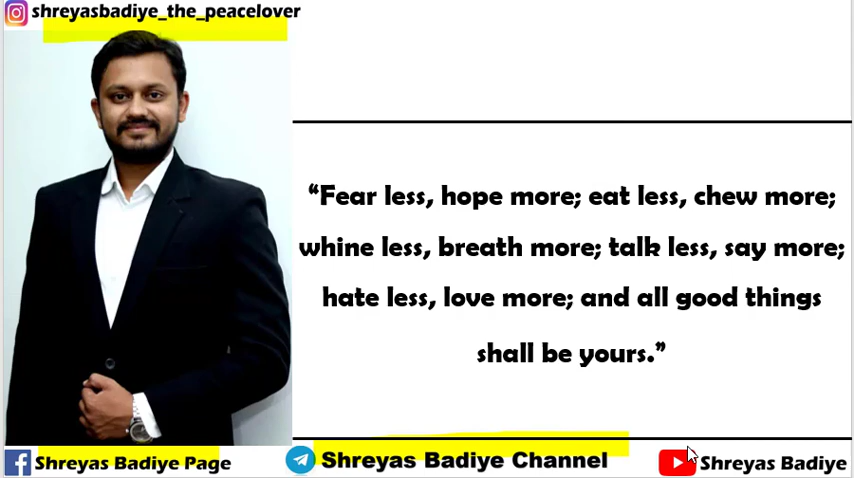 shreyasbadiye_the_peacelover
“Fear less, hope more; eat less, chew more;
whine less, breath more; talk less, say more;
hate less, love more; and all good things
shall be yours.”
Shreyas Badiye Page
Shreyas Badiye Channel
Shreyas Badiye